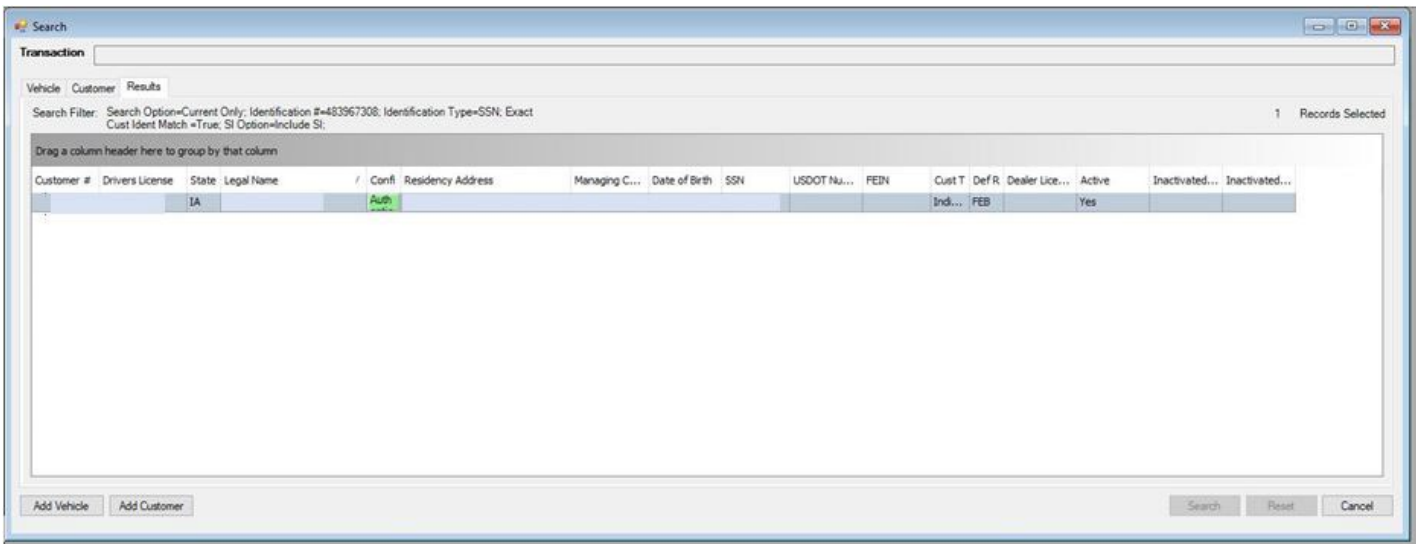 Search
Transaction
Vehicle Customer Results
Search Filter: Search Option=Current Only; Identification #=483967308; Identification Type=SSN; Exact
Cust Ident Match =True; SI Option=Include SI;
1 Records Selected
Drag a column header here to group by that column
Customer # Drivers License State Legal Name / Confi Residency Address Managing C... Date of Birth SSN USDOT Nu... FEIN Cust T Def R Dealer Lice... Active Inactivated... Inactivated...
IA Auth Indi... FEB Yes
Add Vehicle Add Customer Search Reset Cancel